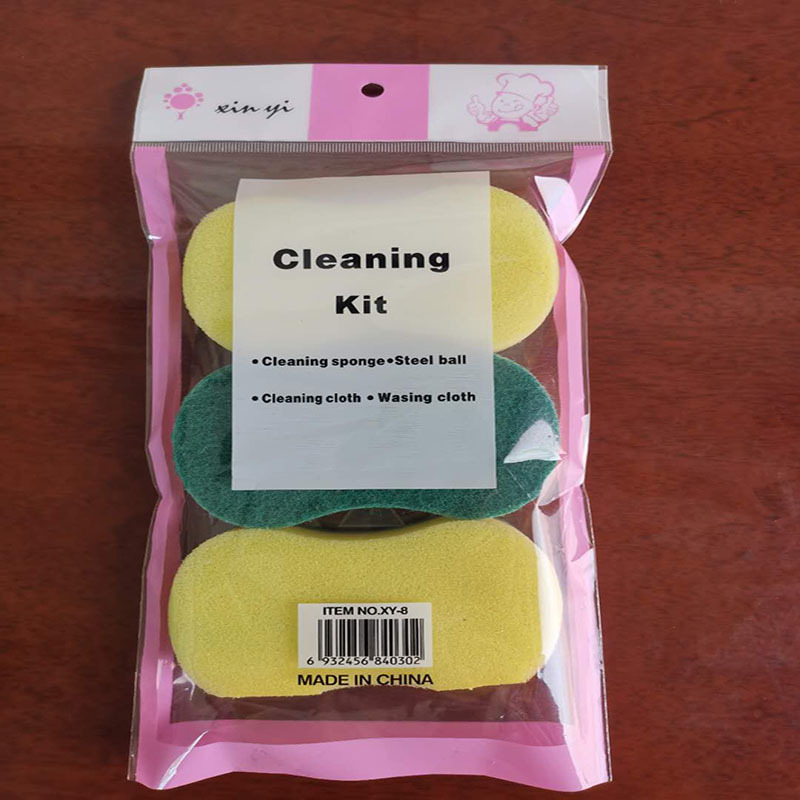 xin yi
Cleaning
Kit
•Cleaning sponge•Steel ball
•Cleaning cloth •Wasing cloth
ITEM NO.XY-8
6 932456 840302
MADE IN CHINA